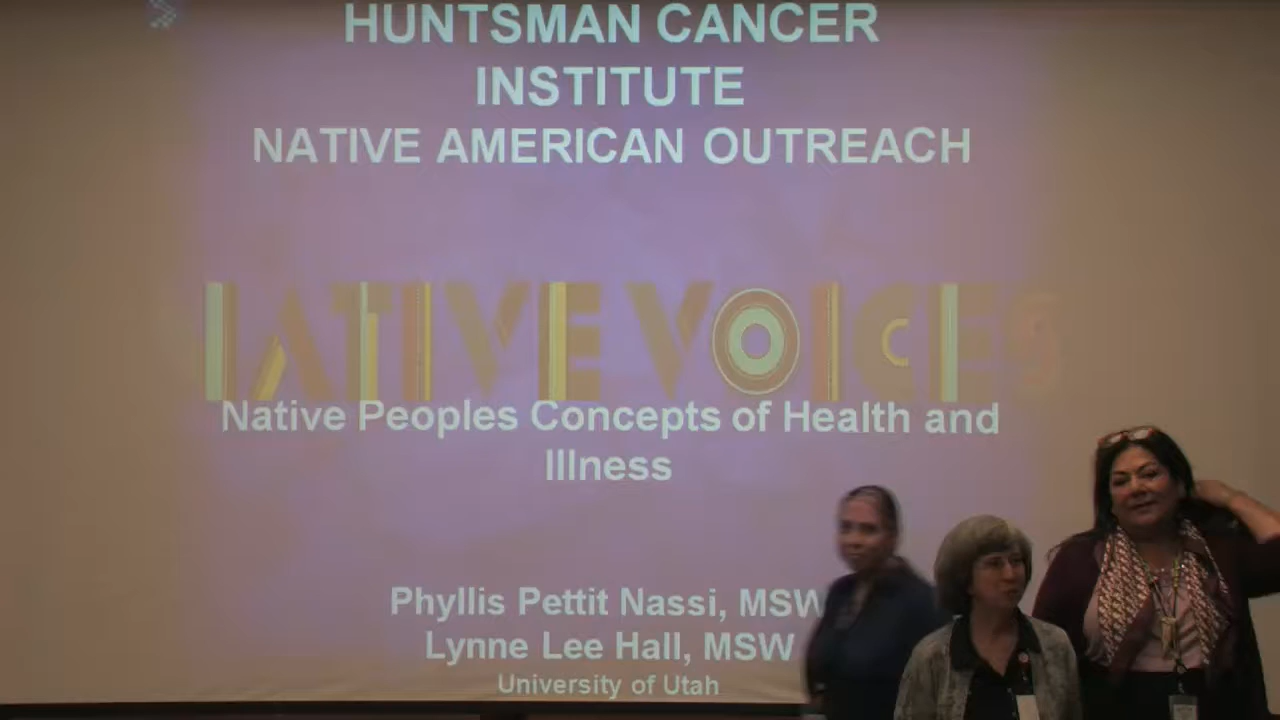 HUNTSMAN CANCER
INSTITUTE
NATIVE AMERICAN OUTREACH
NATIVE VOICES
Native Peoples Concepts of Health and
Illness
Phyllis Pettit Nassi, MSW
Lynne Lee Hall, MSW
University of Utah